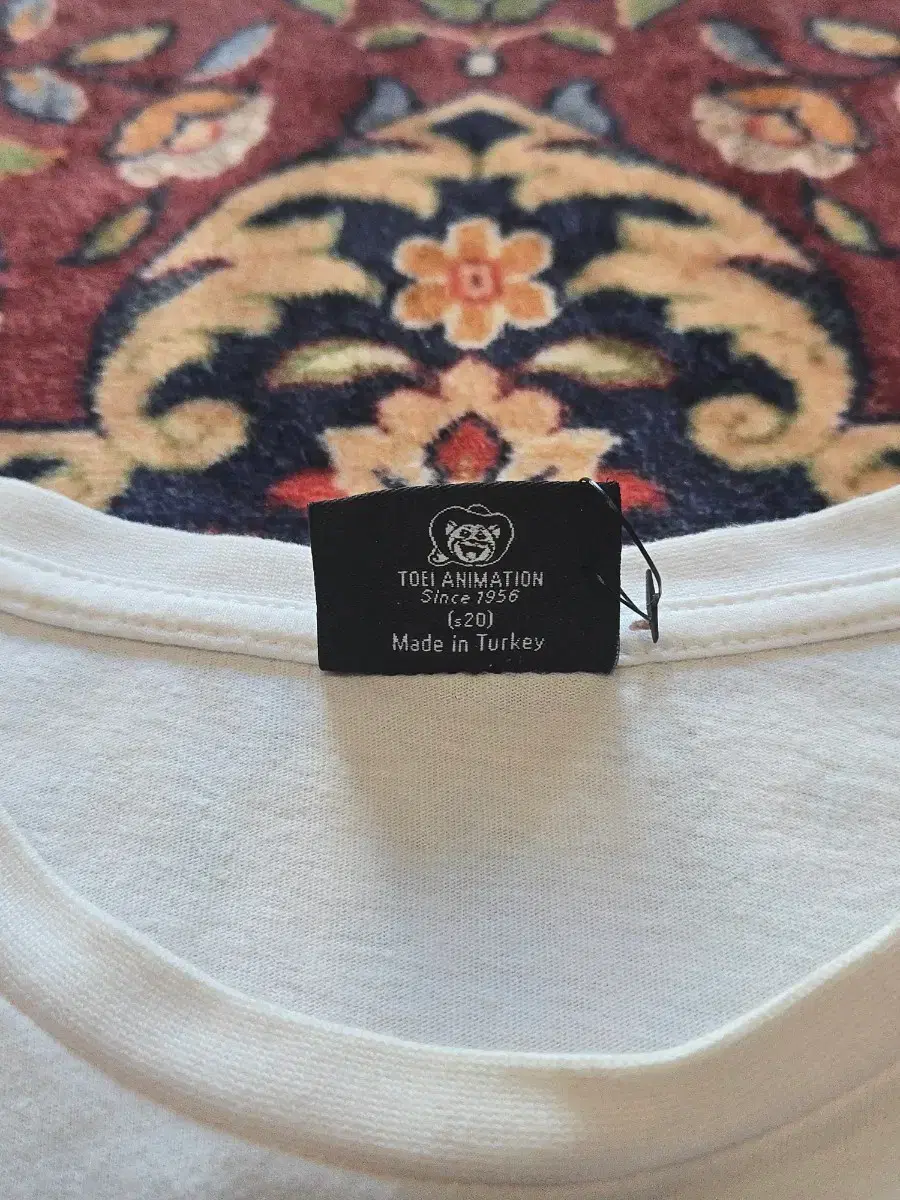 TOEI ANIMATION
Since 1956
(s20)
Made in Turkey